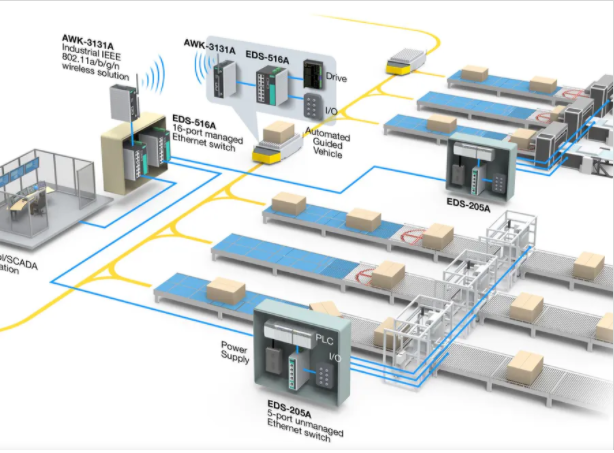 AWK-3131A
Industrial IEEE
802.11a/b/g/n
wireless solution
AWK-3131A
EDS-516A
Drive
I/O
Automated
Guided
Vehicle
EDS-516A
16-port managed
Ethernet switch
EDS-205A
/SCADA
PLC
I/O
Power
Supply
EDS-205A
5-port unmanaged
Ethernet switch